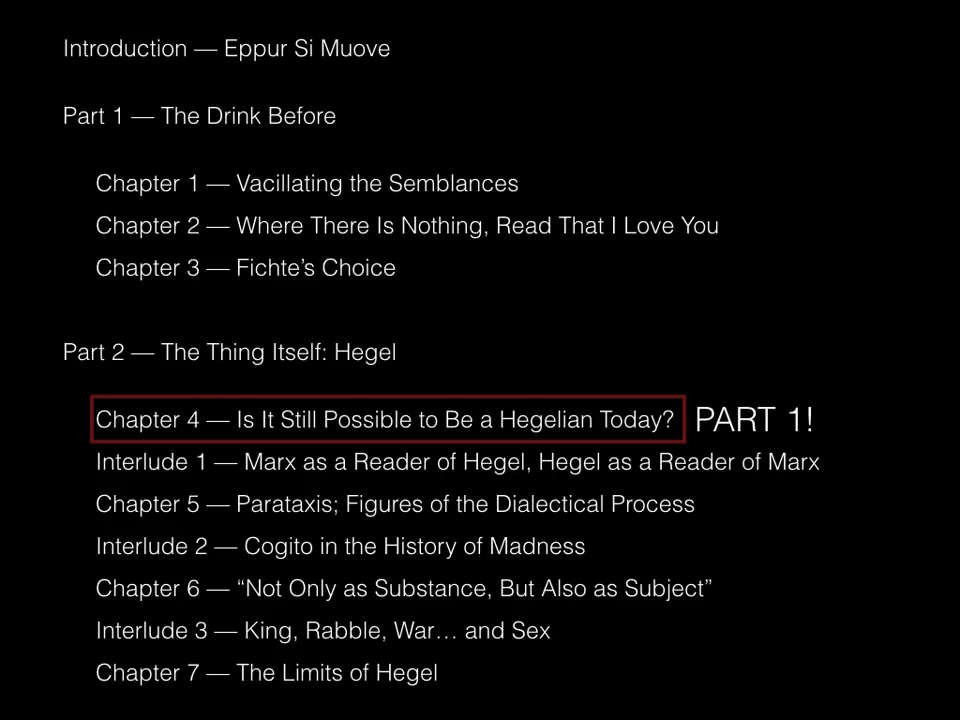 Introduction — Eppur Si Muove
Part 1 — The Drink Before
Chapter 1 — Vacillating the Semblances
Chapter 2 — Where There Is Nothing, Read That I Love You
Chapter 3 — Fichte’s Choice
Part 2 — The Thing Itself: Hegel
Chapter 4 — Is It Still Possible to Be a Hegelian Today? PART 1!
Interlude 1 — Marx as a Reader of Hegel, Hegel as a Reader of Marx
Chapter 5 — Parataxis; Figures of the Dialectical Process
Interlude 2 — Cogito in the History of Madness
Chapter 6 — “Not Only as Substance, But Also as Subject”
Interlude 3 — King, Rabble, War… and Sex
Chapter 7 — The Limits of Hegel